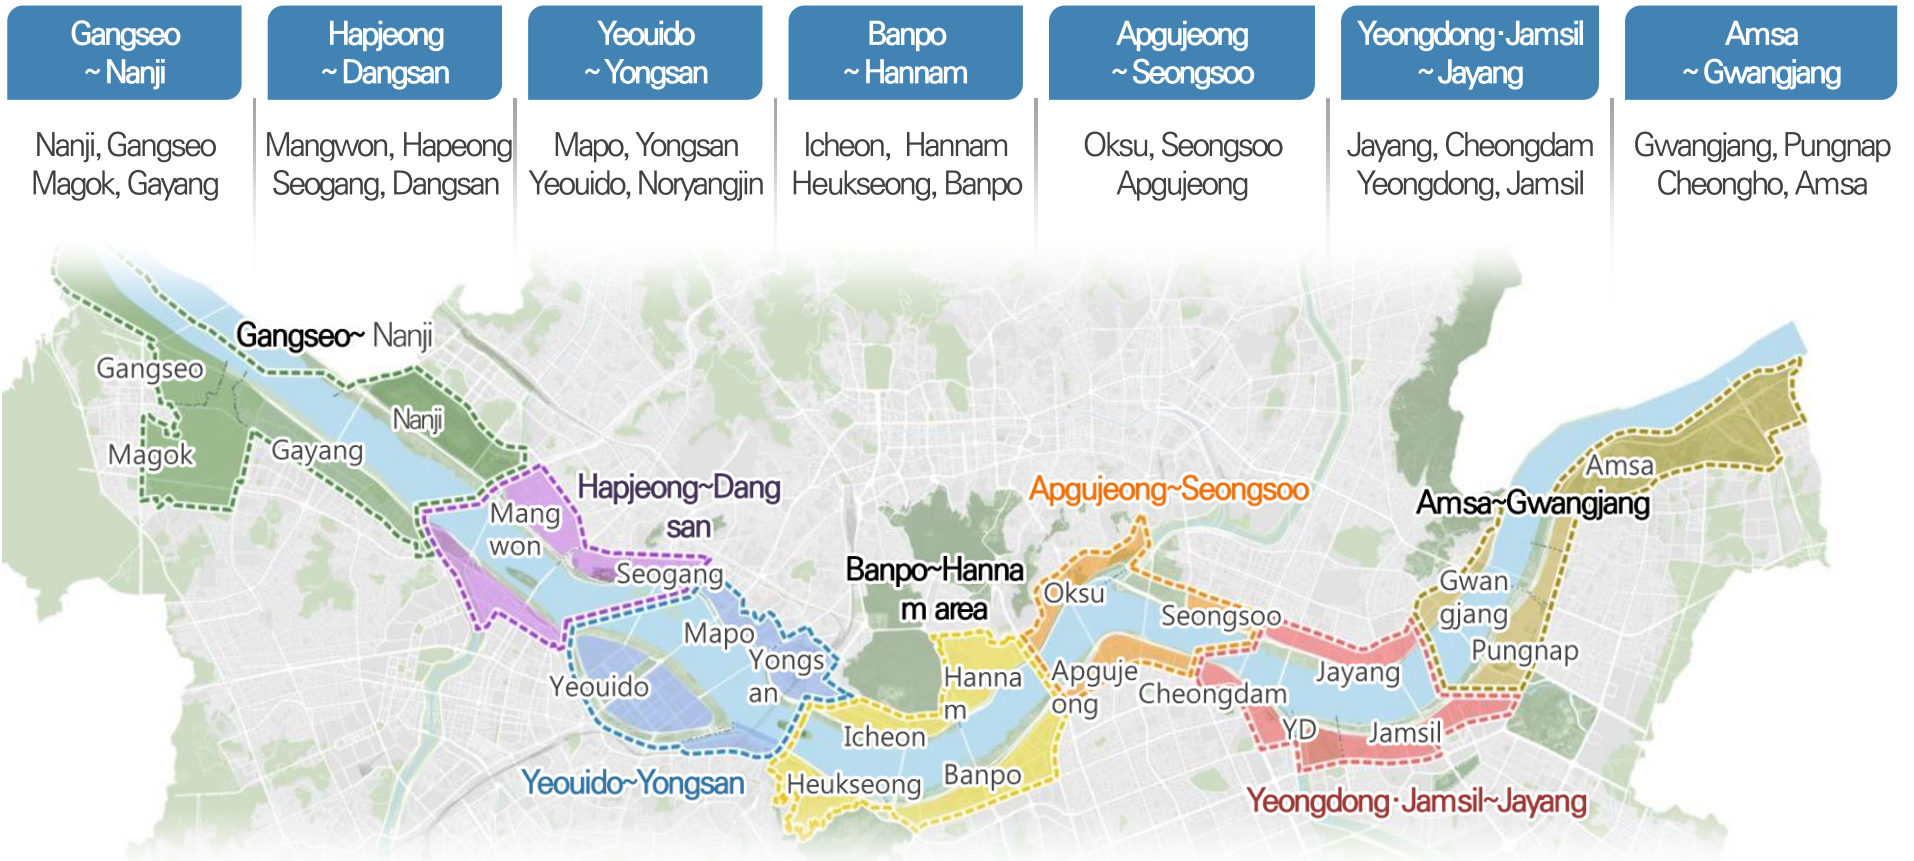 Gangseo
~ Nanji
Hapjeong
~ Dangsan
Yeouido
~ Yongsan
Banpo
~ Hannam
Apgujeong
~ Seongsoo
Yeongdong·Jamsil
~ Jayang
Amsa
~ Gwangjang
Nanji, Gangseo
Magok, Gayang
Mangwon, Hapeong
Seogang, Dangsan
Mapo, Yongsan
Yeouido, Noryangjin
Icheon, Hannam
Heukseong, Banpo
Oksu, Seongsoo
Apgujeong
Jayang, Cheongdam
Yeongdong, Jamsil
Gwangjang, Pungnap
Cheongho, Amsa
Gangseo~ Nanji
Gangseo
Nanji
Magok
Gayang
Hapjeong~Dang
san
Mang
won
Seogang
Mapo
Yongs
an
Yeouido
Yeouido~Yongsan
Banpo~Hanna
m area
Hanna
m
Icheon
Heukseong
Banpo
Apgujeong~Seongsoo
Oksu
Seongsoo
Apguje
ong
Cheongdam
Jayang
YD
Jamsil
Yeongdong·Jamsil~Jayang
Amsa
Amsa~Gwangjang
Gwan
gjang
Pungnap